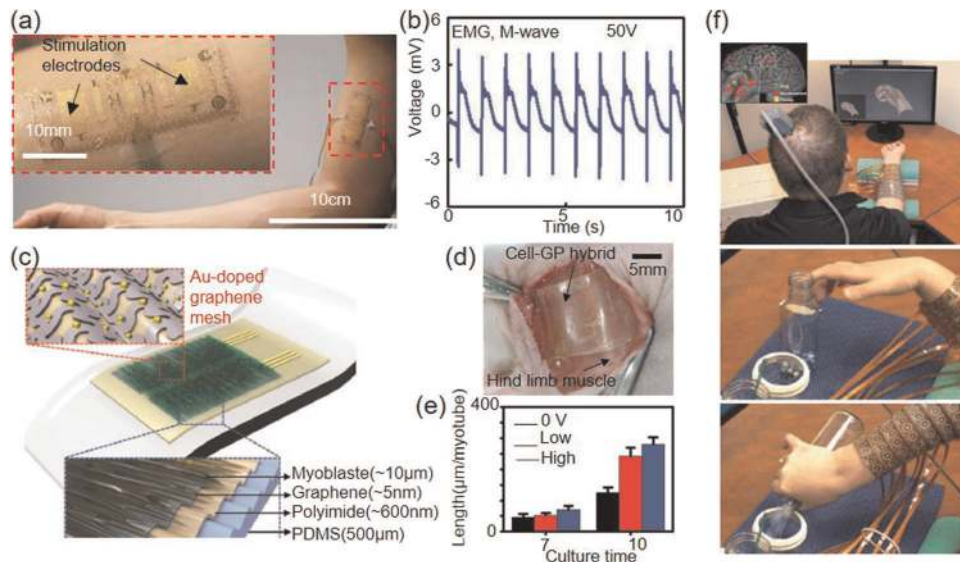 (a)
Stimulation
electrodes
10mm
10cm
(b)
EMG, M-wave 50V
Voltage (mV)
6
3
0
-3
-6
0 5 10
Time (s)
(c)
Au-doped
graphene
mesh
Myoblaste(~10μm)
Graphene(~5nm)
Polyimide(~600nm)
PDMS(500μm)
(d)
Cell-GP hybrid
5mm
Hind limb muscle
(e)
Length(μm/myotube)
400
0
0 V
Low
High
7 10
Culture time
(f)